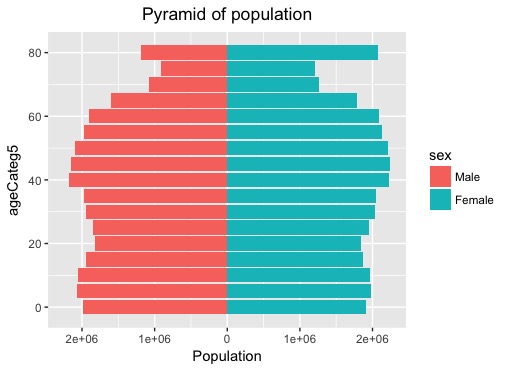 Pyramid of population
80
60
40
20
0
ageCateg5
2e+06 1e+06 0 1e+06 2e+06
Population
sex
Male
Female